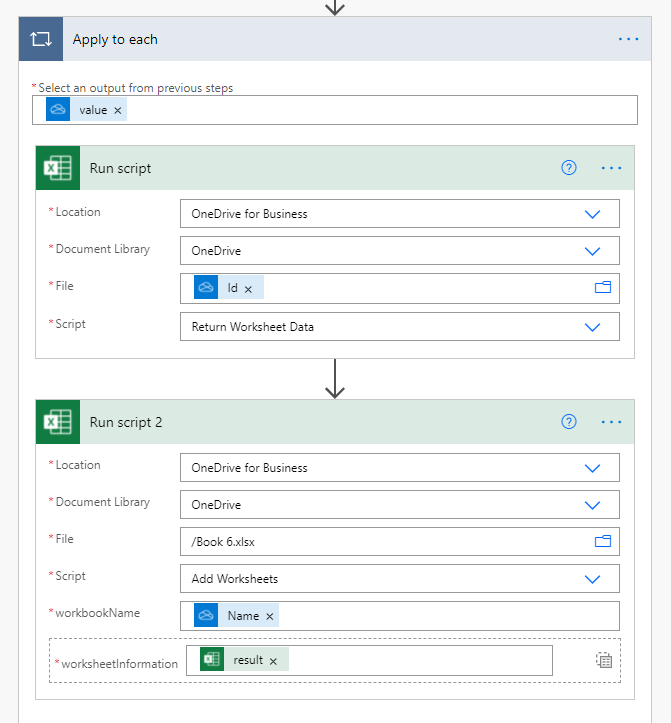 Apply to each
*Select an output from previous steps
value ×
Run script
*Location OneDrive for Business
*Document Library OneDrive
*File Id ×
*Script Return Worksheet Data
Run script 2
*Location OneDrive for Business
*Document Library OneDrive
*File /Book 6.xlsx
*Script Add Worksheets
*workbookName Name ×
*worksheetInformation result ×